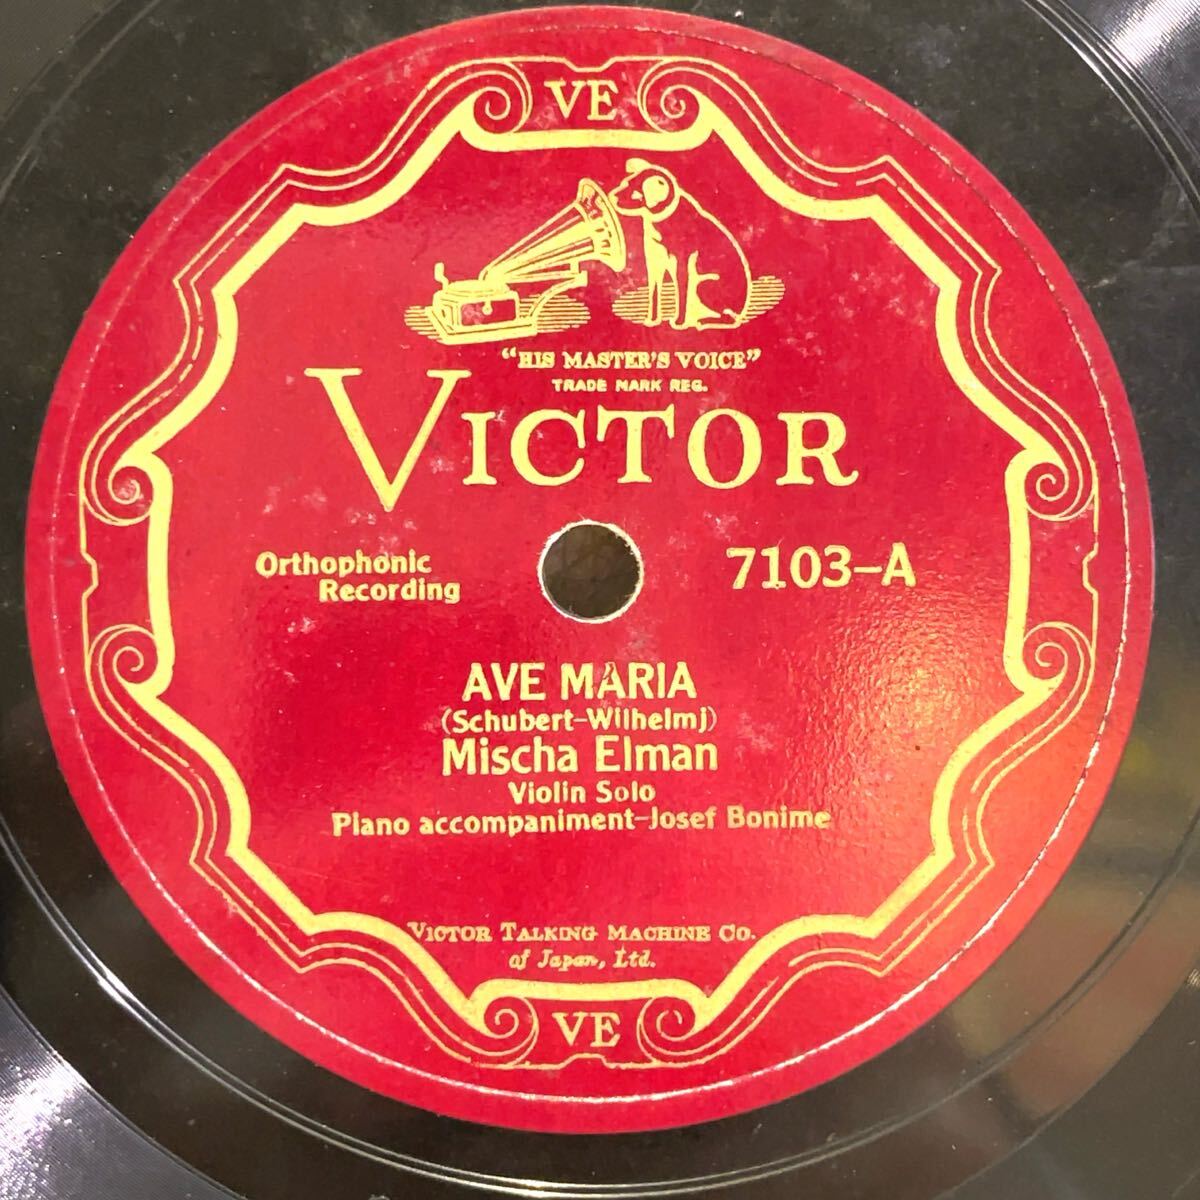 VE
"HIS MASTER'S VOICE"
TRADE MARK REG.
VICTOR
Orthophonic
Recording
7103-A
AVE MARIA
(Schubert-Wilhelmj)
Mischa Elman
Violin Solo
Piano accompaniment-Josef Bonime
VICTOR TALKING MACHINE CO.
of Japan, Ltd.
VE